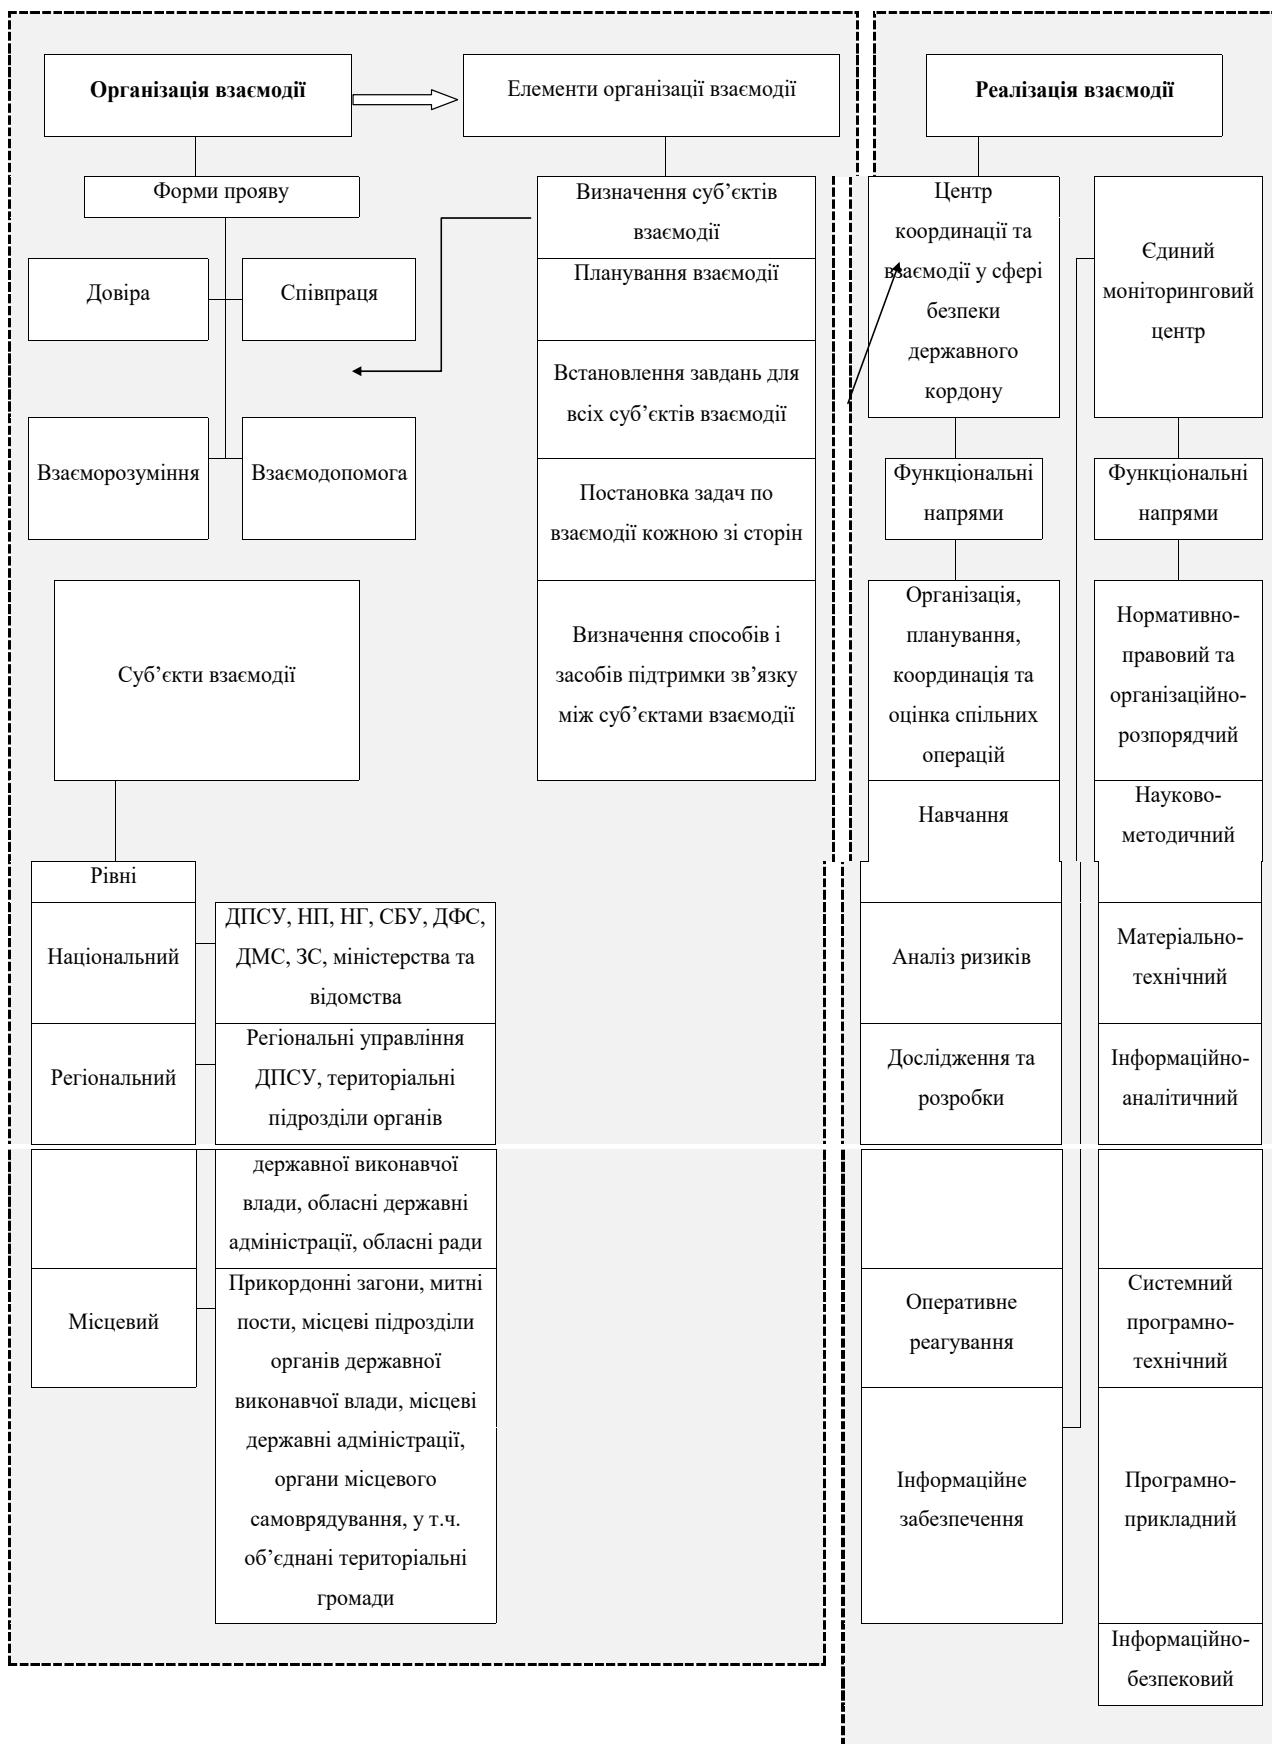 Організація взаємодії
Елементи організації взаємодії
Реалізація взаємодії
Форми прояву
Довіра
Співпраця
Взаєморозуміння
Взаємодопомога
Визначення суб’єктів
взаємодії
Планування взаємодії
Встановлення завдань для
всіх суб’єктів взаємодії
Постановка задач по
взаємодії кожною зі сторін
Визначення способів і
засобів підтримки зв’язку
між суб’єктами взаємодії
Суб’єкти взаємодії
Рівні
Національний
ДПСУ, НП, НГ, СБУ, ДФС,
ДМС, ЗС, міністерства та
відомства
Регіональний
Регіональні управління
ДПСУ, територіальні
підрозділи органів
державної виконавчої
влади, обласні державні
адміністрації, обласні ради
Місцевий
Прикордонні загони, митні
пости, місцеві підрозділи
органів державної
виконавчої влади, місцеві
державні адміністрації,
органи місцевого
самоврядування, у т.ч.
об’єднані територіальні
громади
Центр
координації та
взаємодії у сфері
безпеки
державного
кордону
Функціональні
напрями
Організація,
планування,
координація та
оцінка спільних
операцій
Навчання
Аналіз ризиків
Дослідження та
розробки
Оперативне
реагування
Інформаційне
забезпечення
Єдиний
моніторинговий
центр
Функціональні
напрями
Нормативно-
правовий та
організаційно-
розпорядчий
Науково-
методичний
Матеріально-
технічний
Інформаційно-
аналітичний
Системний
програмно-
технічний
Програмно-
прикладний
Інформаційно-
безпековий